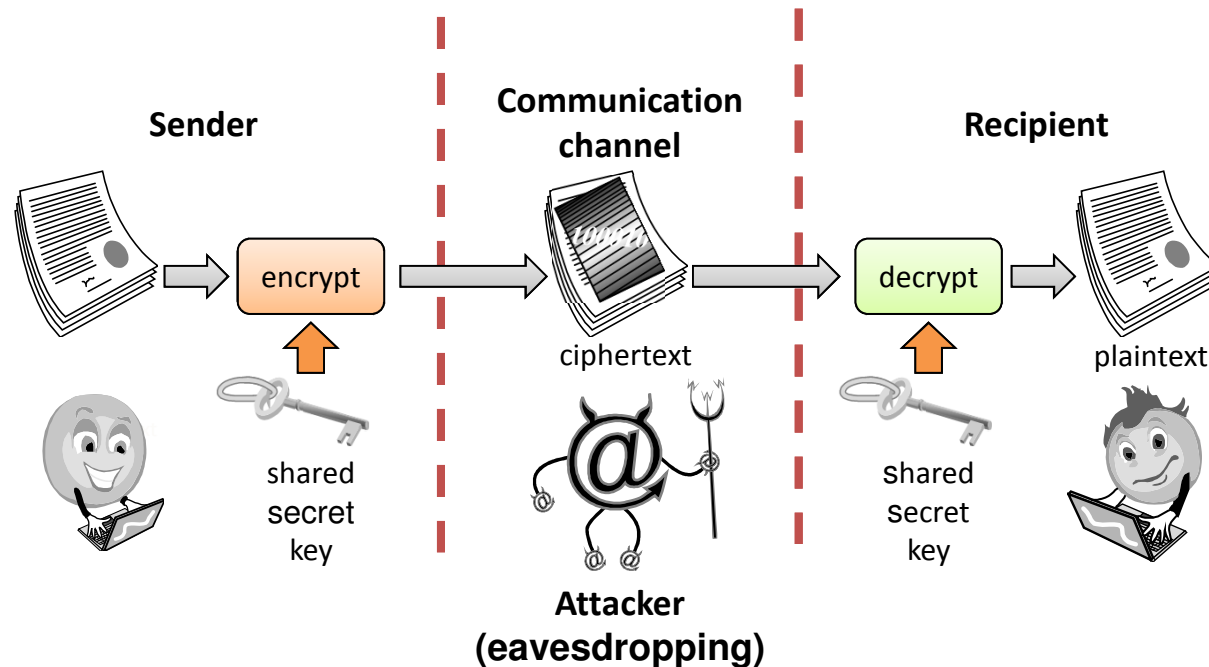 Sender
Communication
channel
Recipient
encrypt
decrypt
ciphertext
plaintext
shared
secret
key
@
@
@
@
@
shared
secret
key
Attacker
(eavesdropping)